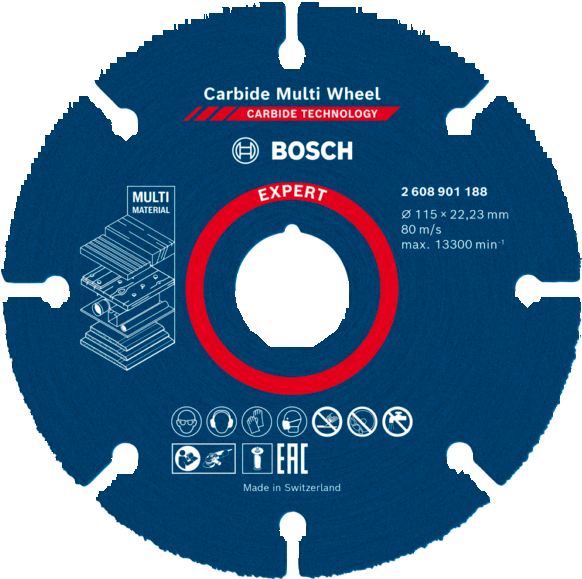 Carbide Multi Wheel
CARBIDE TECHNOLOGY
BOSCH
EXPERT
MULTI
MATERIAL
2 608 901 188
Ø 115 × 22,23 mm
80 m/s
max. 13300 min⁻¹
EAC
Made in Switzerland